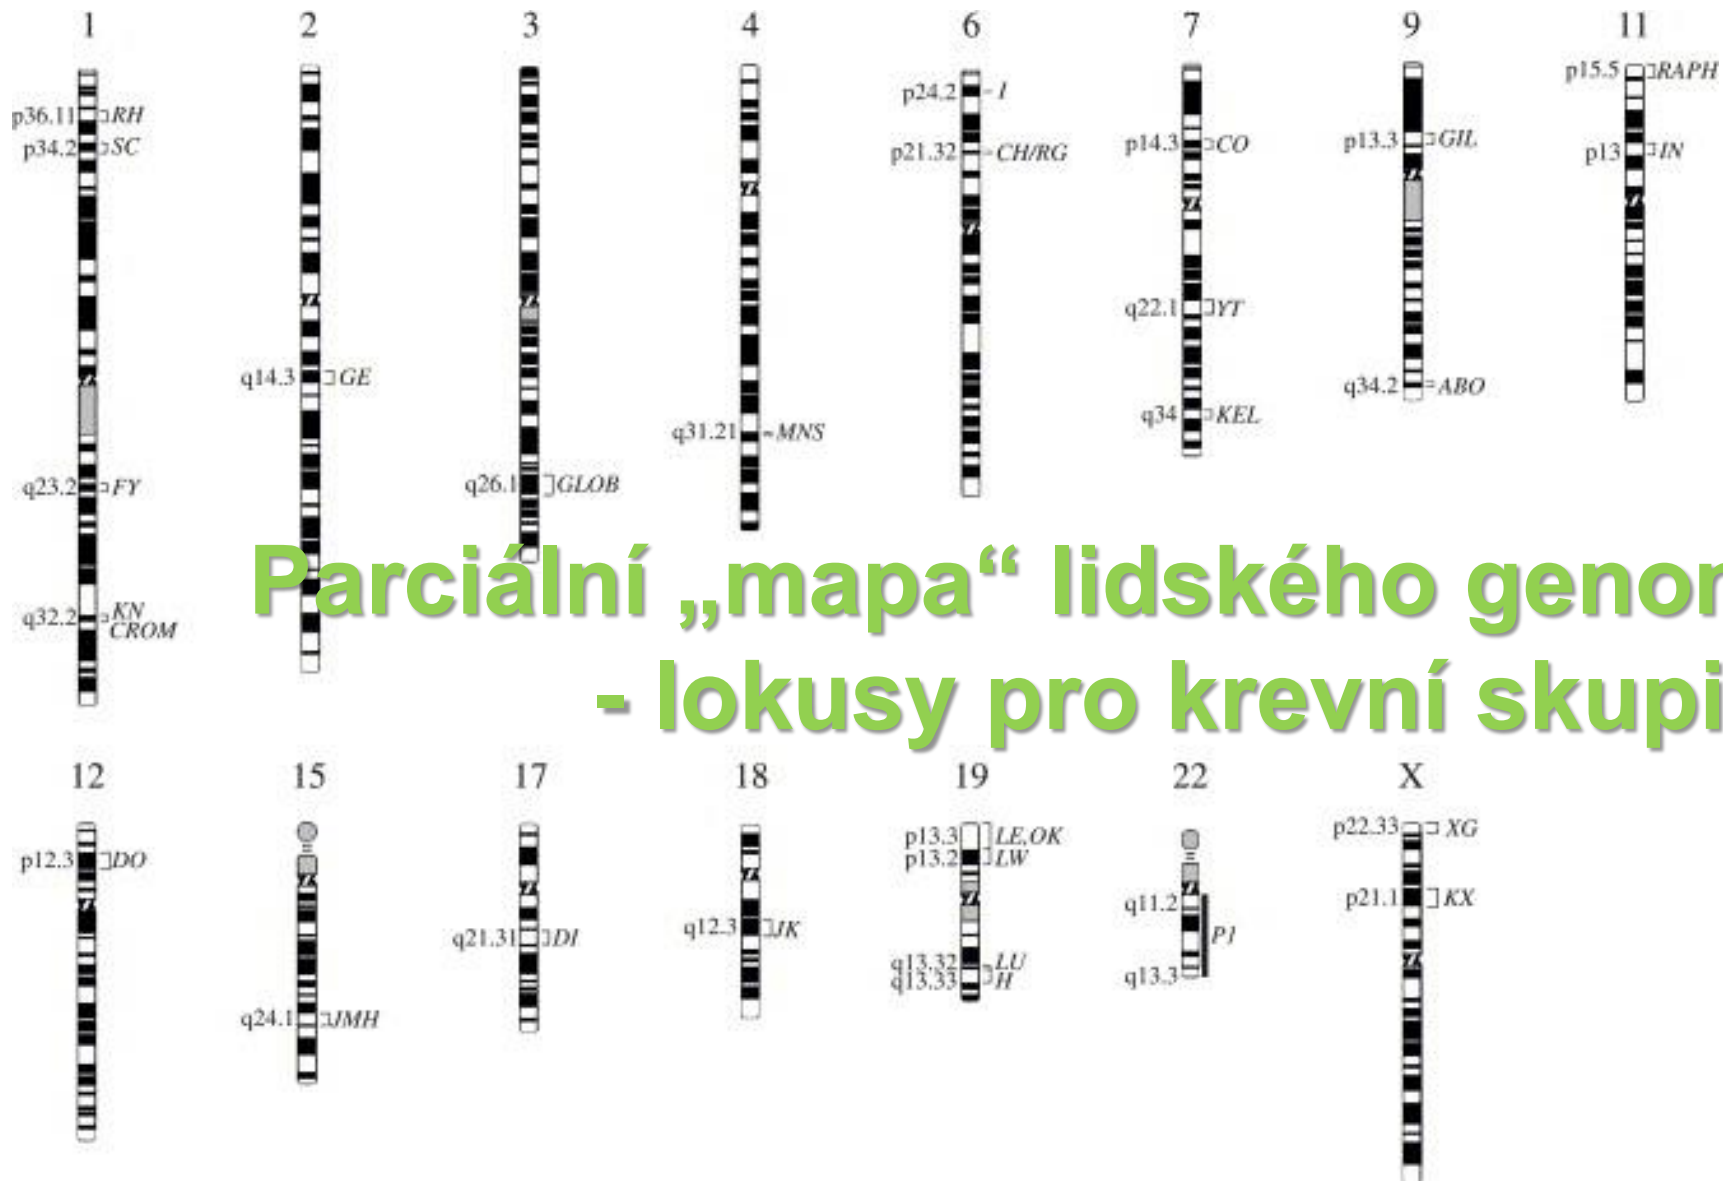 1 2 3 4 6 7 9 11
p36.11 RH
p34.2 SC
q23.2 FY
q32.2 KN
CROM
q14.3 GE
q26.1 GLOB
q31.21 MNS
p24.2 I
p21.32 CH/RG
p14.3 CO
q22.1 YT
q34 KEL
p13.3 GIL
q34.2 ABO
p15.5 RAPH
p13 IN
Parciální „mapa“ lidského
- lokusy pro krevní
12 15 17 18 19 22 X
p12.3 DO
q24.1 JMH
q21.31 DI
q12.3 JK
p13.3 LE,OK
p13.2 LW
q13.32 LU
q13.33 H
q11.2
P1
q13.3
p22.33 XG
p21.1 KX